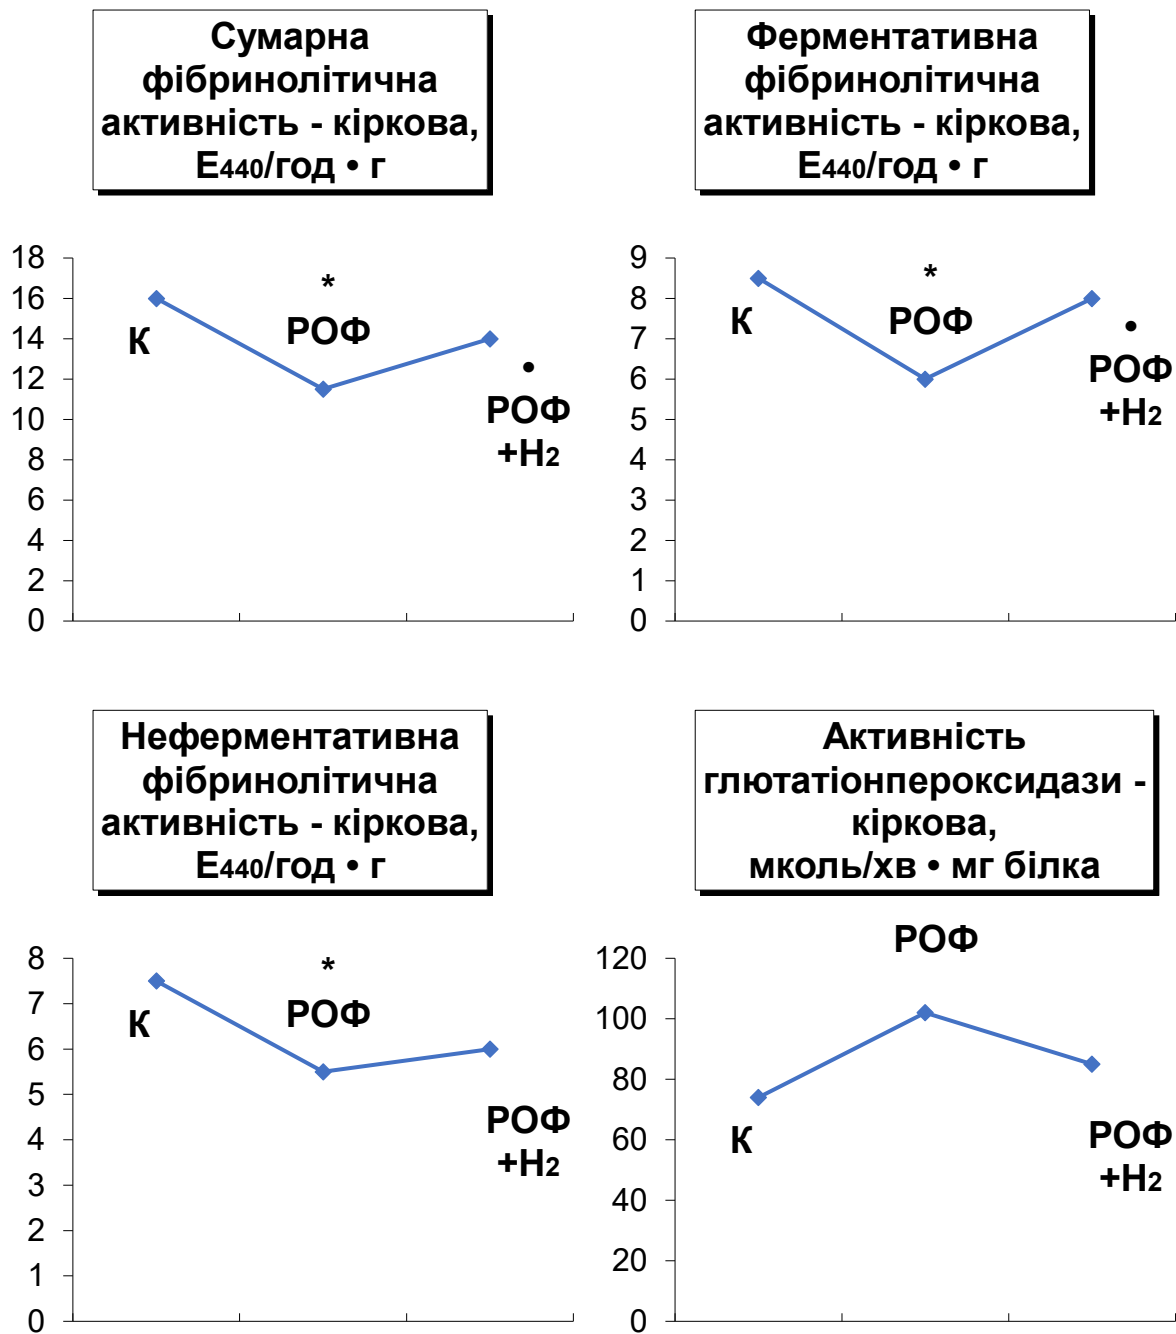 Сумарна
фібринолітична
активність - кіркова,
Е440/год • г
18
16
14
12
10
8
6
4
2
0
К
*
РОФ
•
РОФ
+Н2
Ферментативна
фібринолітична
активність - кіркова,
Е440/год • г
9
8
7
6
5
4
3
2
1
0
К
*
РОФ
•
РОФ
+Н2
Неферментативна
фібринолітична
активність - кіркова,
Е440/год • г
8
7
6
5
4
3
2
1
0
К
*
РОФ
РОФ
+Н2
Активність
глютатіонпероксидази -
кіркова,
мколь/хв • мг білка
120
100
80
60
40
20
0
К
РОФ
РОФ
+Н2